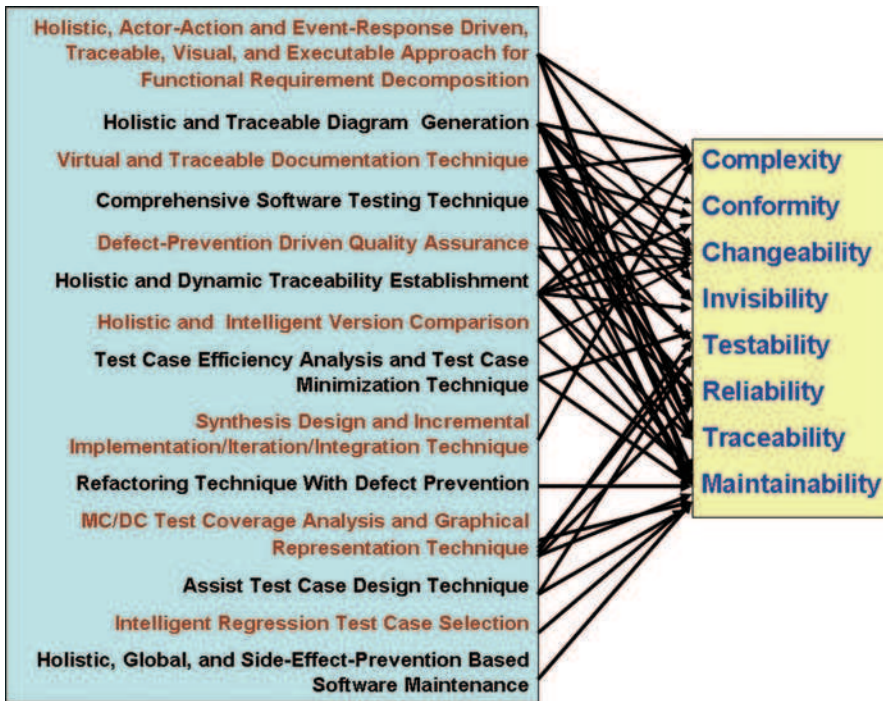 Holistic, Actor-Action and Event-Response Driven,
Traceable, Visual, and Executable Approach for
Functional Requirement Decomposition
Holistic and Traceable Diagram Generation
Virtual and Traceable Documentation Technique
Comprehensive Software Testing Technique
Defect-Prevention Driven Quality Assurance
Holistic and Dynamic Traceability Establishment
Holistic and Intelligent Version Comparison
Test Case Efficiency Analysis and Test Case
Minimization Technique
Synthesis Design and Incremental
Implementation/Iteration/Integration Technique
Refactoring Technique With Defect Prevention
MC/DC Test Coverage Analysis and Graphical
Representation Technique
Assist Test Case Design Technique
Intelligent Regression Test Case Selection
Holistic, Global, and Side-Effect-Prevention Based
Software Maintenance
Complexity
Conformity
Changeability
Invisibility
Testability
Reliability
Traceability
Maintainability